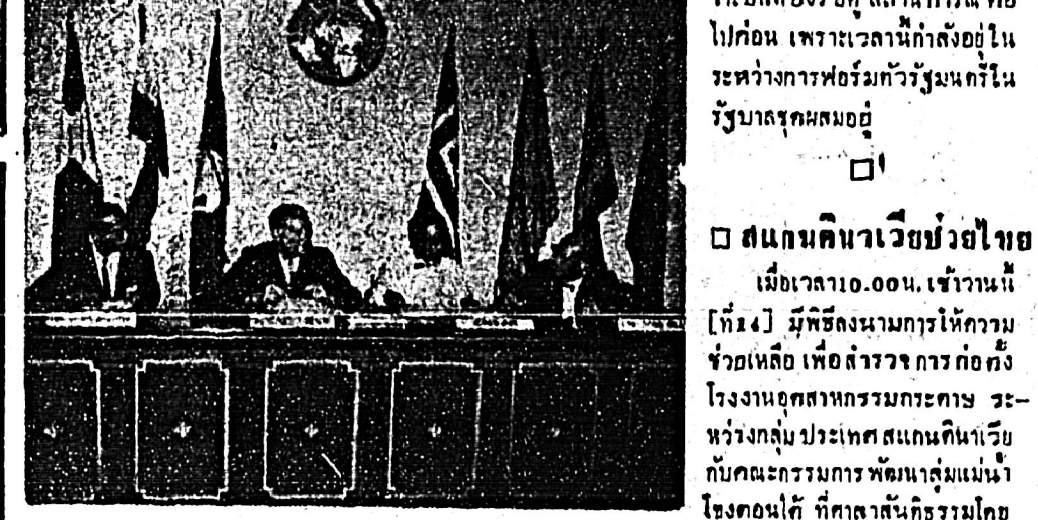 ไปก่อน เพราะเวลานี้กำลังอยู่ใน
ระหว่างการฟอร์มตัวรัฐมนตรีใน
รัฐบาลชุดผสมอยู่
สแกนดินาเวียช่วยไทย
เมื่อเวลา10.00น. เช้าวานนี้
[ที่24] มีพิธีลงนามการให้ความ
ช่วยเหลือ เพื่อสำรวจการก่อตั้ง
โรงงานอุตสาหกรรมกระดาษ ระ-
หว่างกลุ่มประเทศสแกนดินาเวีย
กับคณะกรรมการพัฒนาลุ่มแม่น้ำ
โขงตอนใต้ ที่ศาลาสันติธรรมโดย